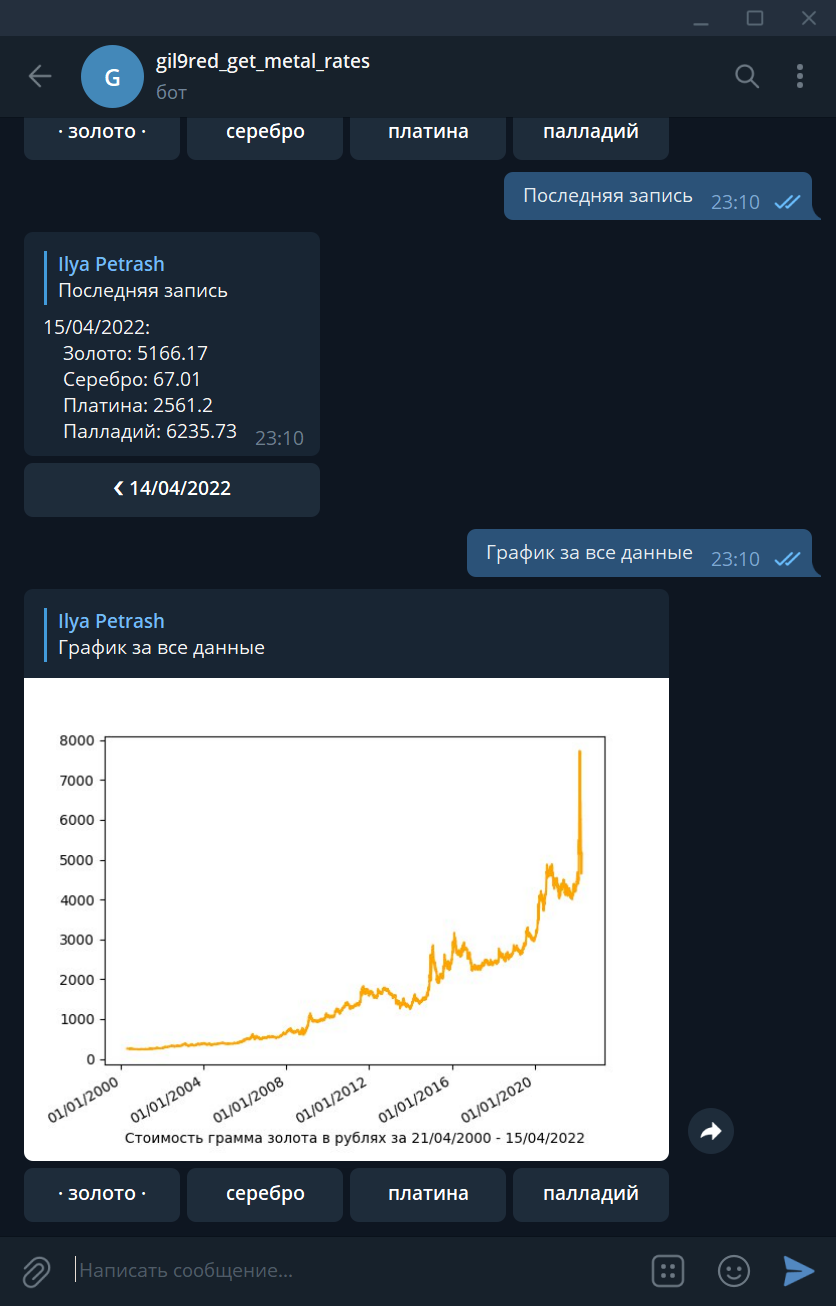 gil9red_get_metal_rates
G
бот
· золото ·
серебро
платина
палладий
Последняя запись 23:10
Ilya Petrash
Последняя запись
15/04/2022:
Золото: 5166.17
Серебро: 67.01
Платина: 2561.2
Палладий: 6235.73
23:10
14/04/2022
График за все данные 23:10
Ilya Petrash
График за все данные
8000
7000
6000
5000
4000
3000
2000
1000
0
01/01/2000
01/01/2004
01/01/2008
01/01/2012
01/01/2016
01/01/2020
Стоимость грамма золота в рублях за 21/04/2000 - 15/04/2022
· золото ·
серебро
платина
палладий
Написать сообщение...